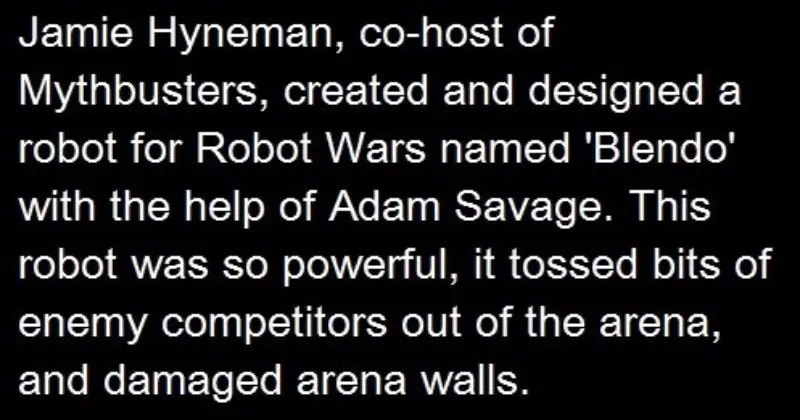 Jamie Hyneman, co-host of
Mythbusters, created and designed a
robot for Robot Wars named 'Blendo'
with the help of Adam Savage. This
robot was so powerful, it tossed bits of
enemy competitors out of the arena,
and damaged arena walls.